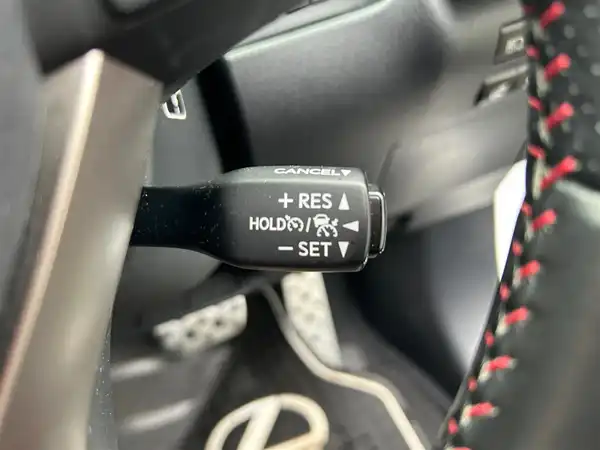 CANCEL▼
+ RES ▲
HOLD / ◀
− SET ▼